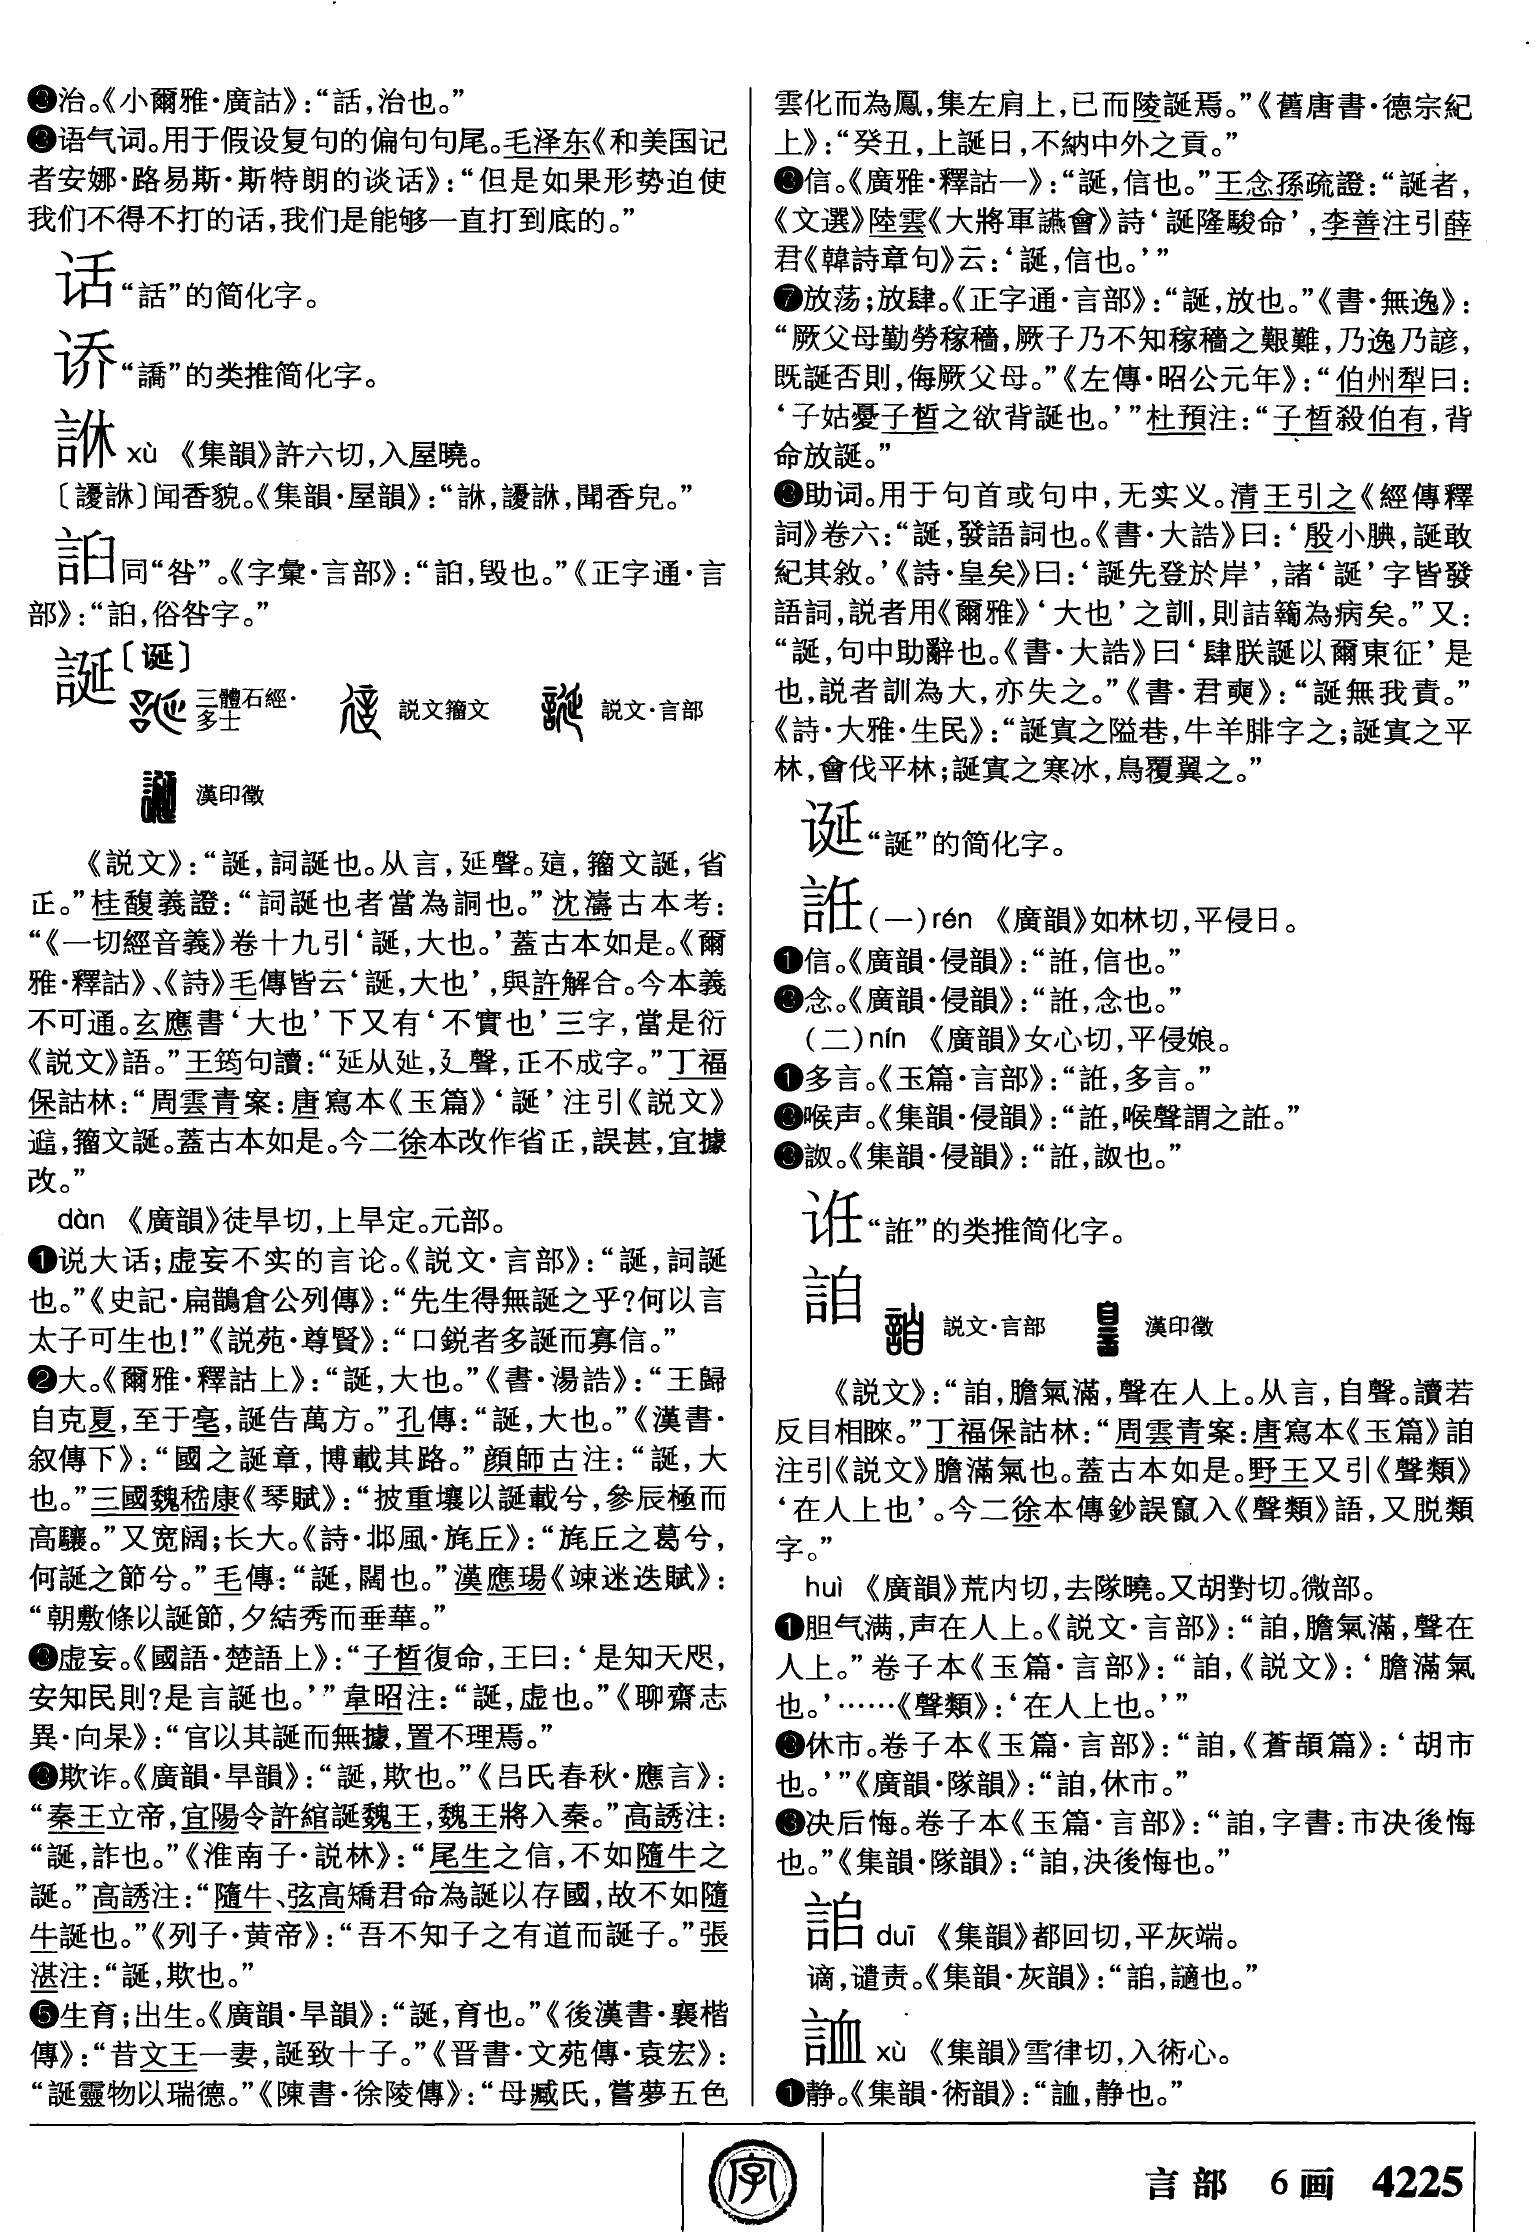 ❸治。《小爾雅·廣詁》：“話，治也。”
❸语气词。用于假设复句的偏句句尾。毛泽东《和美国记
者安娜·路易斯·斯特朗的谈话》：“但是如果形势迫使
我们不得不打的话，我们是能够一直打到底的。”
话“話”的简化字。
𫍢“譑”的类推简化字。
詸 xù 《集韻》許六切，入屋曉。
〔謾詸〕闻香貌。《集韻·屋韻》：“詸，謾詸，聞香皃。”
𧧸同“咎”。《字彙·言部》：“𧧸，毁也。”《正字通·言
部》：“𧧸，俗咎字。”
誕〔诞〕
三體石經·多士 説文籀文 説文·言部
漢印徵
《説文》：“誕，詞誕也。从言，延聲。𨒂，籀文誕，省
正。”桂馥義證：“詞誕也者當為詷也。”沈濤古本考：
“《一切經音義》卷十九引‘誕，大也。’蓋古本如是。《爾
雅·釋詁》、《詩》毛傳皆云‘誕，大也’，與許解合。今本義
不可通。玄應書‘大也’下又有‘不實也’三字，當是衍
《説文》語。”王筠句讀：“延从㢟，廴聲，正不成字。”丁福
保詁林：“周雲青案：唐寫本《玉篇》‘誕’注引《説文》
，籀文誕。蓋古本如是。今二徐本改作省正，誤甚，宜據
改。”
dàn 《廣韻》徒旱切，上旱定。元部。
❶说大话；虚妄不实的言论。《説文·言部》：“誕，詞誕
也。”《史記·扁鵲倉公列傳》：“先生得無誕之乎？何以言
太子可生也！”《説苑·尊賢》：“口鋭者多誕而寡信。”
❷大。《爾雅·釋詁上》：“誕，大也。”《書·湯誥》：“王歸
自克夏，至于亳，誕告萬方。”孔傳：“誕，大也。”《漢書·
叙傳下》：“國之誕章，博載其路。”顔師古注：“誕，大
也。”三國魏嵇康《琴賦》：“披重壤以誕載兮，參辰極而
高驤。”又宽阔；长大。《詩·邶風·旄丘》：“旄丘之葛兮，
何誕之節兮。”毛傳：“誕，闊也。”漢應瑒《竦迷迭賦》：
“朝敷條以誕節，夕結秀而垂華。”
❸虚妄。《國語·楚語上》：“子晳復命，王曰：‘是知天咫，
安知民則？是言誕也。’”韋昭注：“誕，虚也。”《聊齋志
異·向杲》：“官以其誕而無據，置不理焉。”
❸欺诈。《廣韻·旱韻》：“誕，欺也。”《吕氏春秋·應言》：
“秦王立帝，宜陽令許綰誕魏王，魏王將入秦。”高誘注：
“誕，詐也。”《淮南子·説林》：“尾生之信，不如隨牛之
誕。”高誘注：“隨牛、弦高矯君命為誕以存國，故不如隨
牛誕也。”《列子·黄帝》：“吾不知子之有道而誕子。”張
湛注：“誕，欺也。”
❺生育；出生。《廣韻·旱韻》：“誕，育也。”《後漢書·襄楷
傳》：“昔文王一妻，誕致十子。”《晋書·文苑傳·袁宏》：
“誕靈物以瑞德。”《陳書·徐陵傳》：“母臧氏，嘗夢五色
雲化而為鳳，集左肩上，已而陵誕焉。”《舊唐書·德宗紀
上》：“癸丑，上誕日，不納中外之貢。”
❸信。《廣雅·釋詁一》：“誕，信也。”王念孫疏證：“誕者，
《文選》陸雲《大將軍讌會》詩‘誕隆駿命’，李善注引薛
君《韓詩章句》云：‘誕，信也。’”
❼放荡；放肆。《正字通·言部》：“誕，放也。”《書·無逸》：
“厥父母勤勞稼穡，厥子乃不知稼穡之艱難，乃逸乃諺，
既誕否則，侮厥父母。”《左傳·昭公元年》：“伯州犁曰：
‘子姑憂子晳之欲背誕也。’”杜預注：“子晳殺伯有，背
命放誕。”
❸助词。用于句首或句中，无实义。清王引之《經傳釋
詞》卷六：“誕，發語詞也。《書·大誥》曰：‘殷小腆，誕敢
紀其敘。’《詩·皇矣》曰：‘誕先登於岸’，諸‘誕’字皆發
語詞，説者用《爾雅》‘大也’之訓，則詰𥷚為病矣。”又：
“誕，句中助辭也。《書·大誥》曰‘肆朕誕以爾東征’是
也，説者訓為大，亦失之。”《書·君奭》：“誕無我責。”
《詩·大雅·生民》：“誕寘之隘巷，牛羊腓字之；誕寘之平
林，會伐平林；誕寘之寒冰，鳥覆翼之。”
诞“誕”的简化字。
𧧟(一)rén 《廣韻》如林切，平侵日。
❶信。《廣韻·侵韻》：“𧧟，信也。”
❸念。《廣韻·侵韻》：“𧧟，念也。”
(二)nín 《廣韻》女心切，平侵娘。
❶多言。《玉篇·言部》：“𧧟，多言。”
❸喉声。《集韻·侵韻》：“𧧟，喉聲謂之𧧟。”
❸詉。《集韻·侵韻》：“𧧟，詉也。”
“𧧟”的类推简化字。
詯
説文·言部 漢印徵
《説文》：“詯，膽氣滿，聲在人上。从言，自聲。讀若
反目相睞。”丁福保詁林：“周雲青案：唐寫本《玉篇》詯
注引《説文》膽滿氣也。蓋古本如是。野王又引《聲類》
‘在人上也’。今二徐本傳鈔誤竄入《聲類》語，又脱類
字。”
huì 《廣韻》荒内切，去隊曉。又胡對切。微部。
❶胆气满，声在人上。《説文·言部》：“詯，膽氣滿，聲在
人上。”卷子本《玉篇·言部》：“詯，《説文》：‘膽滿氣
也。’……《聲類》：‘在人上也。’”
❸休市。卷子本《玉篇·言部》：“詯，《蒼頡篇》：‘胡市
也。’”《廣韻·隊韻》：“詯，休市。”
❸决后悔。卷子本《玉篇·言部》：“詯，字書：市决後悔
也。”《集韻·隊韻》：“詯，決後悔也。”
duī 《集韻》都回切，平灰端。
谪，谴责。《集韻·灰韻》：“，謫也。”
詴 xù 《集韻》雪律切，入術心。
❶静。《集韻·術韻》：“䛅，静也。”
字
言部 6画 4225